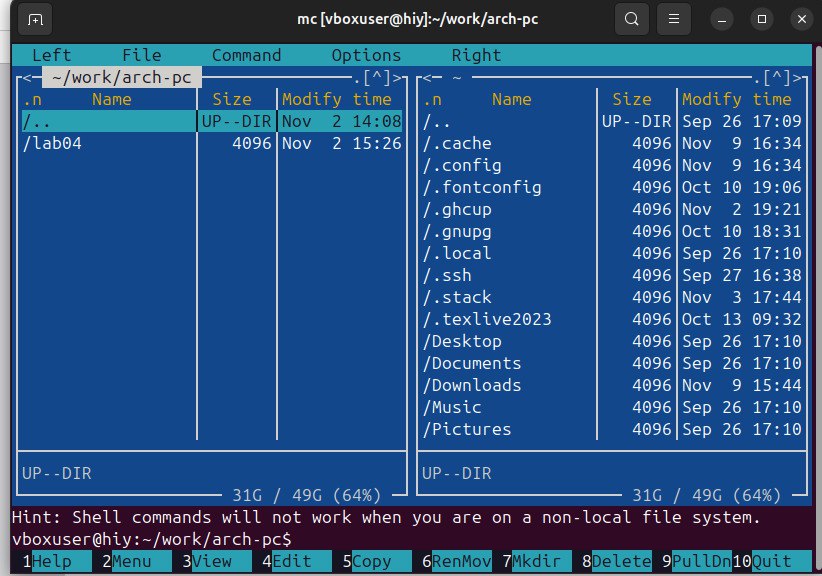 mc [vboxuser@hiy]:~/work/arch-pc
Left File Command Options Right
<- ~/work/arch-pc .[^]> <- ~ .[^]>
.n Name Size Modify time .n Name Size Modify time
/.. UP--DIR Nov 2 14:08 /.. UP--DIR Sep 26 17:09
/lab04 4096 Nov 2 15:26 /.cache 4096 Nov 9 16:34
/.config 4096 Nov 9 16:34
/.fontconfig 4096 Oct 10 19:06
/.ghcup 4096 Nov 2 19:21
/.gnupg 4096 Oct 10 18:31
/.local 4096 Sep 26 17:10
/.ssh 4096 Sep 27 16:38
/.stack 4096 Nov 3 17:44
/.texlive2023 4096 Oct 13 09:32
/Desktop 4096 Sep 26 17:10
/Documents 4096 Sep 26 17:10
/Downloads 4096 Nov 9 15:44
/Music 4096 Sep 26 17:10
/Pictures 4096 Sep 26 17:10
UP--DIR UP--DIR
31G / 49G (64%) 31G / 49G (64%)
Hint: Shell commands will not work when you are on a non-local file system.
vboxuser@hiy:~/work/arch-pc$
1Help 2Menu 3View 4Edit 5Copy 6RenMov 7Mkdir 8Delete 9PullDn 10Quit